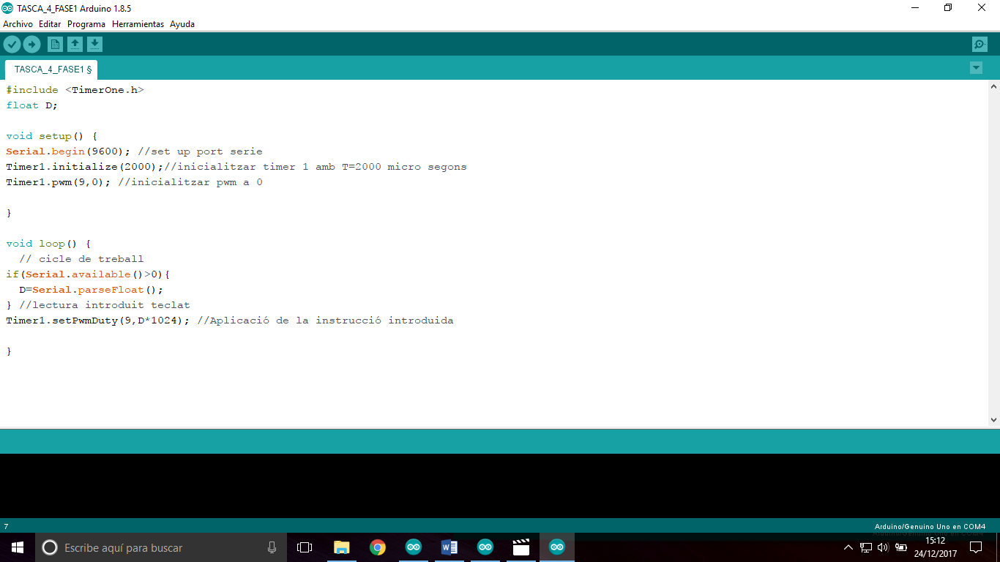 TASCA_4_FASE1 Arduino 1.8.5
Archivo Editar Programa Herramientas Ayuda
TASCA_4_FASE1 §
#include <TimerOne.h>
float D;
void setup() {
Serial.begin(9600); //set up port serie
Timer1.initialize(2000);//inicialitzar timer 1 amb T=2000 micro segons
Timer1.pwm(9,0); //inicialitzar pwm a 0
}
void loop() {
// cicle de treball
if(Serial.available()>0){
D=Serial.parseFloat();
} //lectura introduit teclat
Timer1.setPwmDuty(9,D*1024); //Aplicació de la instrucció introduida
}
7
Arduino/Genuino Uno en COM4
Escribe aquí para buscar
15:12
24/12/2017